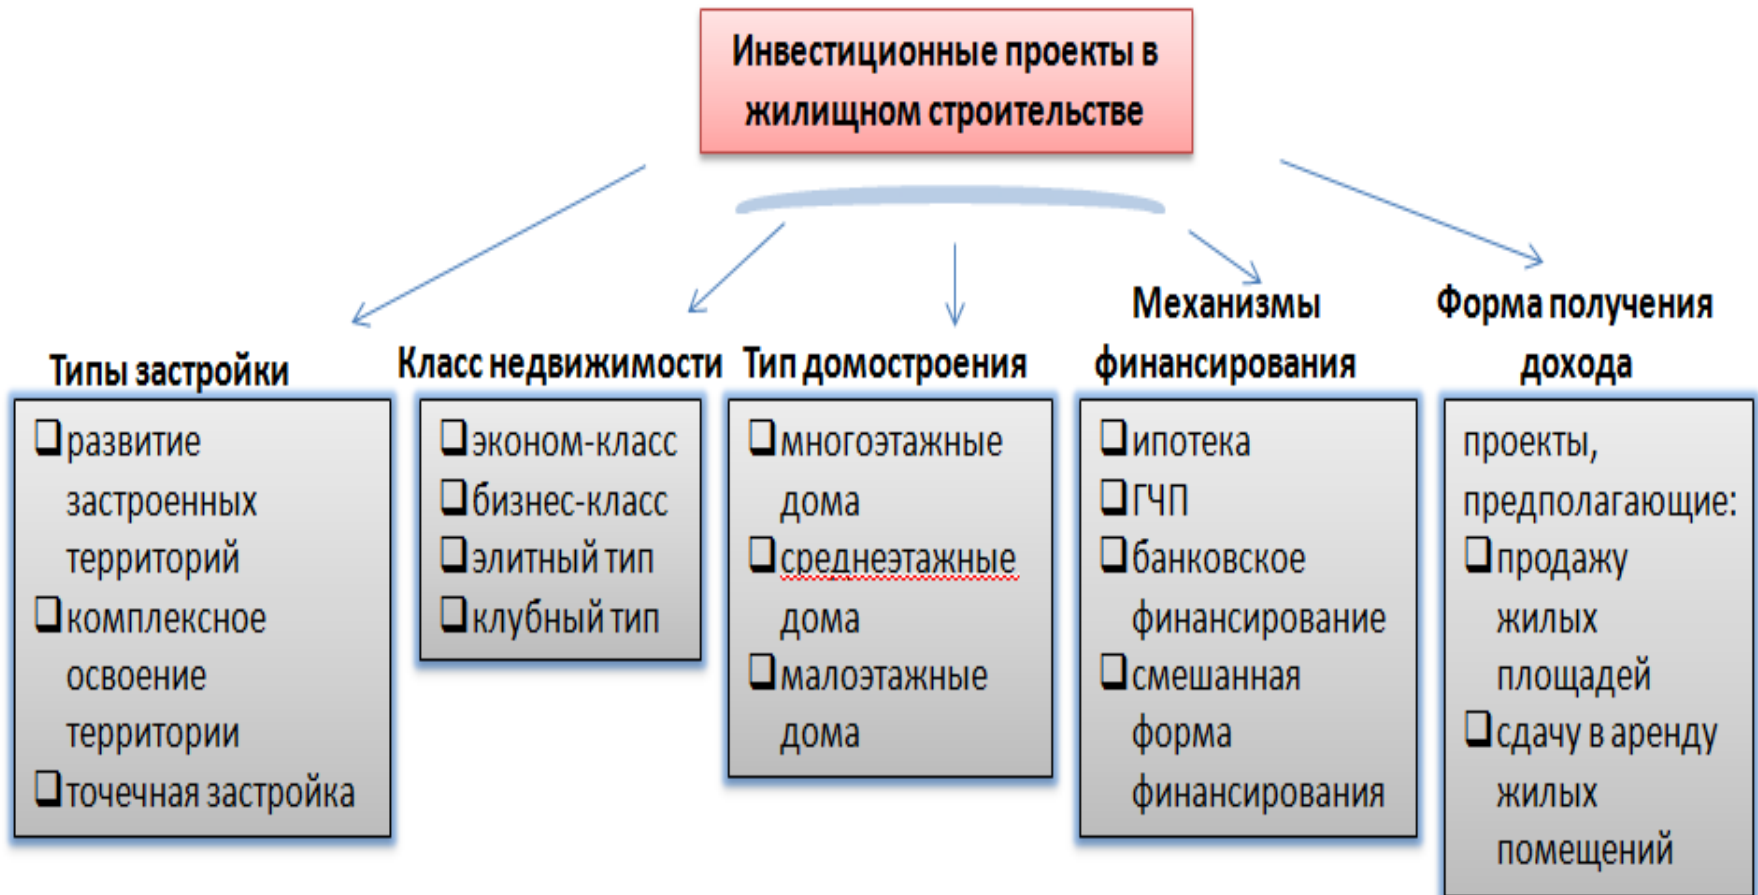 Инвестиционные проекты в
жилищном строительстве
Типы застройки
развитие
застроенных
территорий
комплексное
освоение
территории
точечная застройка
Класс недвижимости
эконом-класс
бизнес-класс
элитный тип
клубный тип
Тип домостроения
многоэтажные
дома
среднеэтажные
дома
малоэтажные
дома
Механизмы
финансирования
ипотека
ГЧП
банковское
финансирование
смешанная
форма
финансирования
Форма получения
дохода
проекты,
предполагающие:
продажу
жилых
площадей
сдачу в аренду
жилых
помещений